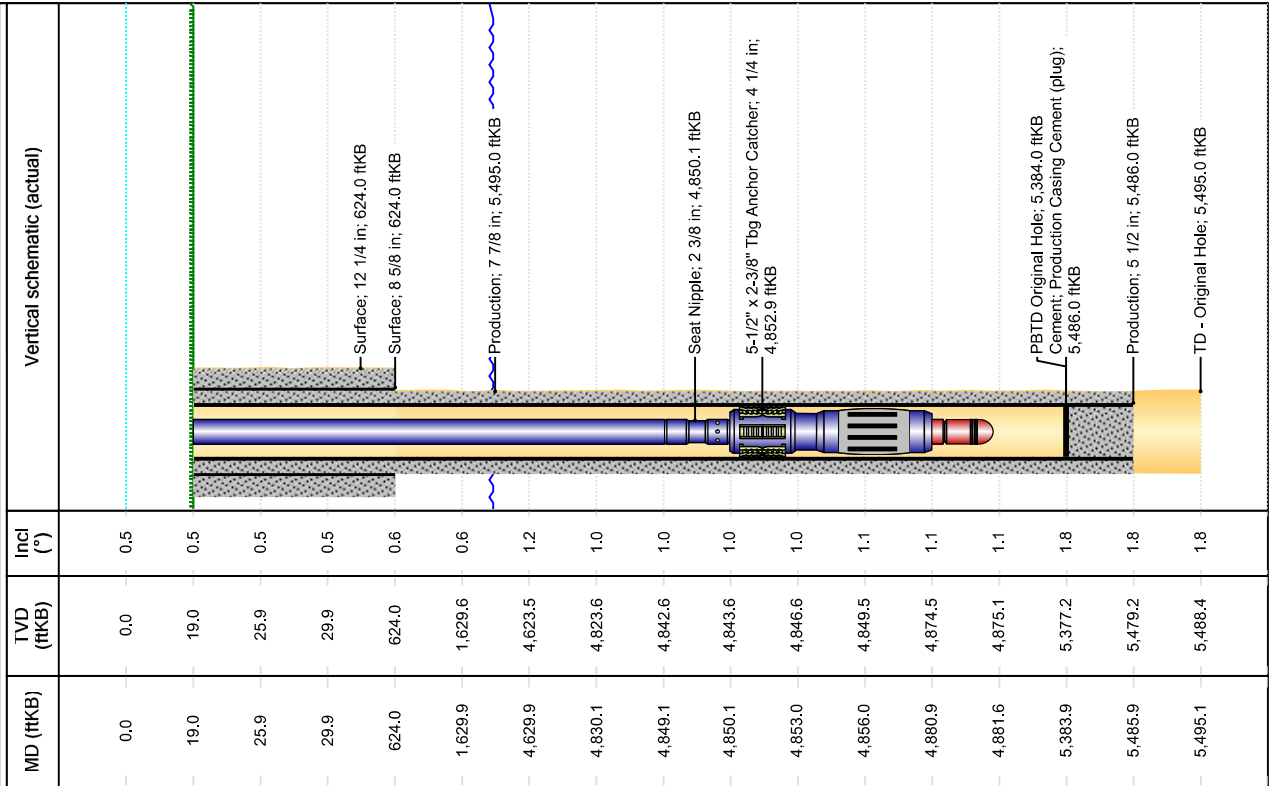 MD (ftKB) TVD (ftKB) Incl (°) Vertical schematic (actual)
0.0 0.0 0.5
19.0 19.0 0.5
25.9 25.9 0.5
29.9 29.9 0.5
624.0 624.0 0.6
1,629.9 1,629.6 0.6
4,629.9 4,623.5 1.2
4,830.1 4,823.6 1.0
4,849.1 4,842.6 1.0
4,850.1 4,843.6 1.0
4,853.0 4,846.6 1.0
4,856.0 4,849.5 1.1
4,880.9 4,874.5 1.1
4,881.6 4,875.1 1.1
5,383.9 5,377.2 1.8
5,485.9 5,479.2 1.8
5,495.1 5,488.4 1.8
Surface; 12 1/4 in; 624.0 ftKB
Surface; 8 5/8 in; 624.0 ftKB
Production; 7 7/8 in; 5,495.0 ftKB
Seat Nipple; 2 3/8 in; 4,850.1 ftKB
5-1/2" x 2-3/8" Tbg Anchor Catcher; 4 1/4 in;
4,852.9 ftKB
PBTD Original Hole; 5,384.0 ftKB
Cement; Production Casing Cement (plug);
5,486.0 ftKB
Production; 5 1/2 in; 5,486.0 ftKB
TD - Original Hole; 5,495.0 ftKB